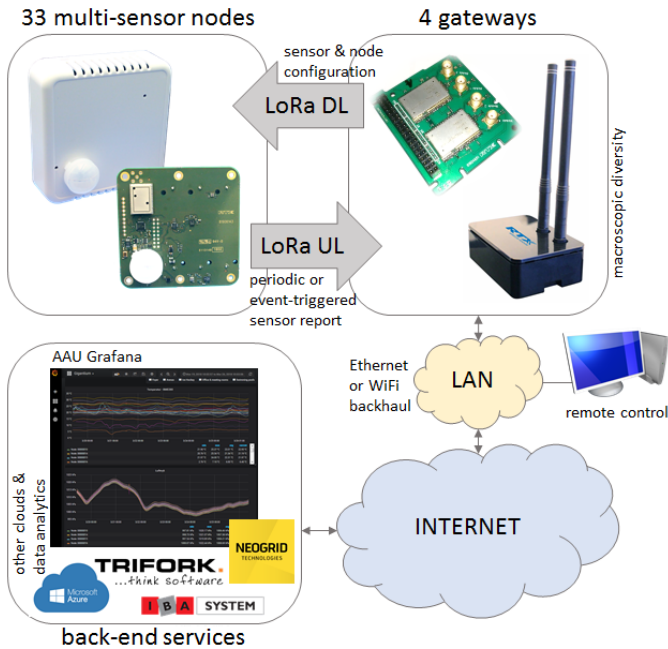 33 multi-sensor nodes
4 gateways
sensor & node
configuration
LoRa DL
LoRa UL
periodic or
event-triggered
sensor report
macroscopic diversity
RTX
AAU Grafana
Ethernet
or WiFi
backhaul
LAN
remote control
INTERNET
other clouds &
data analytics
NEOGRID
TECHNOLOGIES
TRIFORK.
...think software
Microsoft
Azure
IBA SYSTEM
back-end services